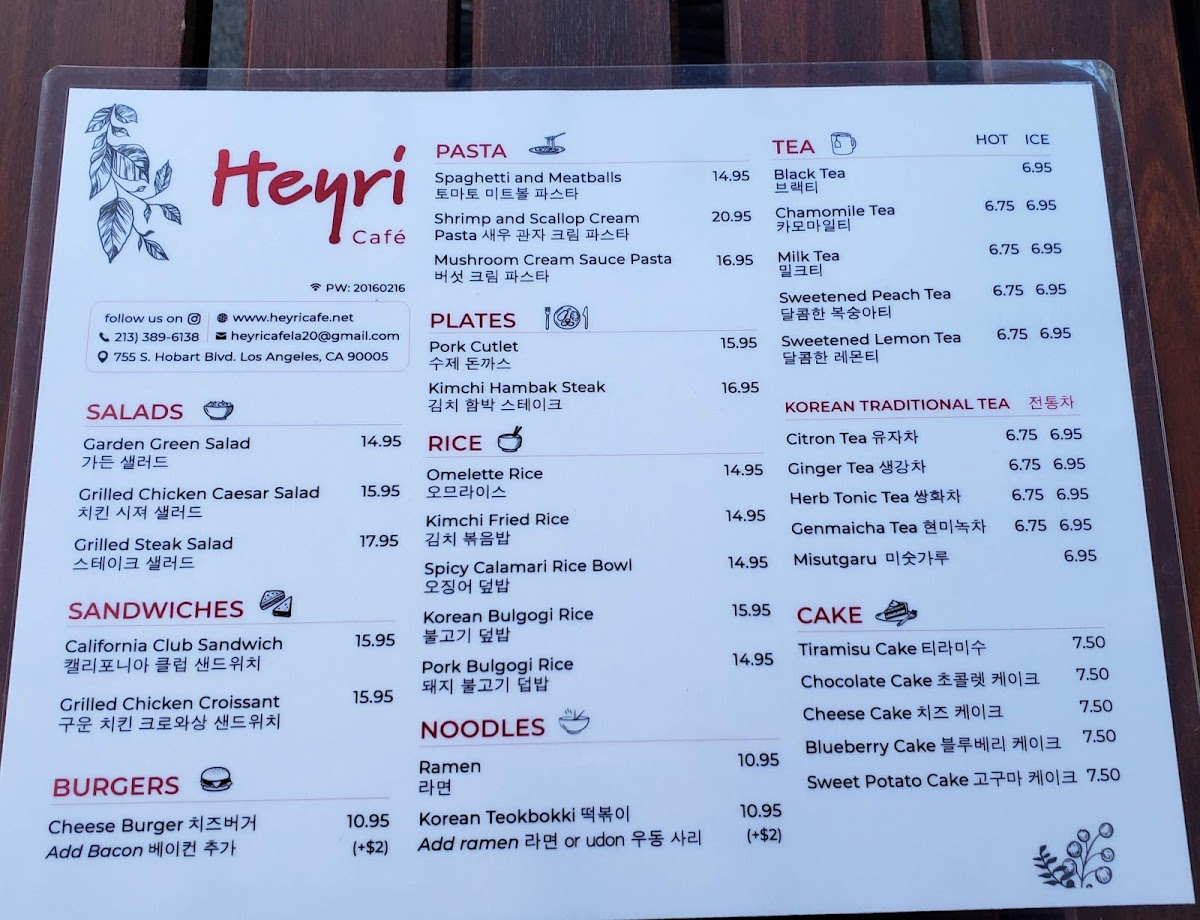 Heyri
Café
PW: 20160216
follow us on
www.heyricafe.net
213) 389-6138
heyricafela20@gmail.com
755 S. Hobart Blvd. Los Angeles, CA 90005
SALADS
Garden Green Salad 14.95
가든 샐러드
Grilled Chicken Caesar Salad 15.95
치킨 시져 샐러드
Grilled Steak Salad 17.95
스테이크 샐러드
SANDWICHES
California Club Sandwich 15.95
캘리포니아 클럽 샌드위치
Grilled Chicken Croissant 15.95
구운 치킨 크로와상 샌드위치
BURGERS
Cheese Burger 치즈버거 10.95
Add Bacon 베이컨 추가 (+$2)
PASTA
Spaghetti and Meatballs 14.95
토마토 미트볼 파스타
Shrimp and Scallop Cream 20.95
Pasta 새우 관자 크림 파스타
Mushroom Cream Sauce Pasta 16.95
버섯 크림 파스타
PLATES
Pork Cutlet 15.95
수제 돈까스
Kimchi Hambak Steak 16.95
김치 함박 스테이크
RICE
Omelette Rice 14.95
오므라이스
Kimchi Fried Rice 14.95
김치 볶음밥
Spicy Calamari Rice Bowl 14.95
오징어 덮밥
Korean Bulgogi Rice 15.95
불고기 덮밥
Pork Bulgogi Rice 14.95
돼지 불고기 덥밥
NOODLES
Ramen 10.95
라면
Korean Teokbokki 떡볶이 10.95
Add ramen 라면 or udon 우동 사리 (+$2)
TEA HOT ICE
Black Tea 6.95
브랙티
Chamomile Tea 6.75 6.95
카모마일티
Milk Tea 6.75 6.95
밀크티
Sweetened Peach Tea 6.75 6.95
달콤한 복숭아티
Sweetened Lemon Tea 6.75 6.95
달콤한 레몬티
KOREAN TRADITIONAL TEA 전통차
Citron Tea 유자차 6.75 6.95
Ginger Tea 생강차 6.75 6.95
Herb Tonic Tea 쌍화차 6.75 6.95
Genmaicha Tea 현미녹차 6.75 6.95
Misutgaru 미숫가루 6.95
CAKE
Tiramisu Cake 티라미수 7.50
Chocolate Cake 초콜렛 케이크 7.50
Cheese Cake 치즈 케이크 7.50
Blueberry Cake 블루베리 케이크 7.50
Sweet Potato Cake 고구마 케이크 7.50